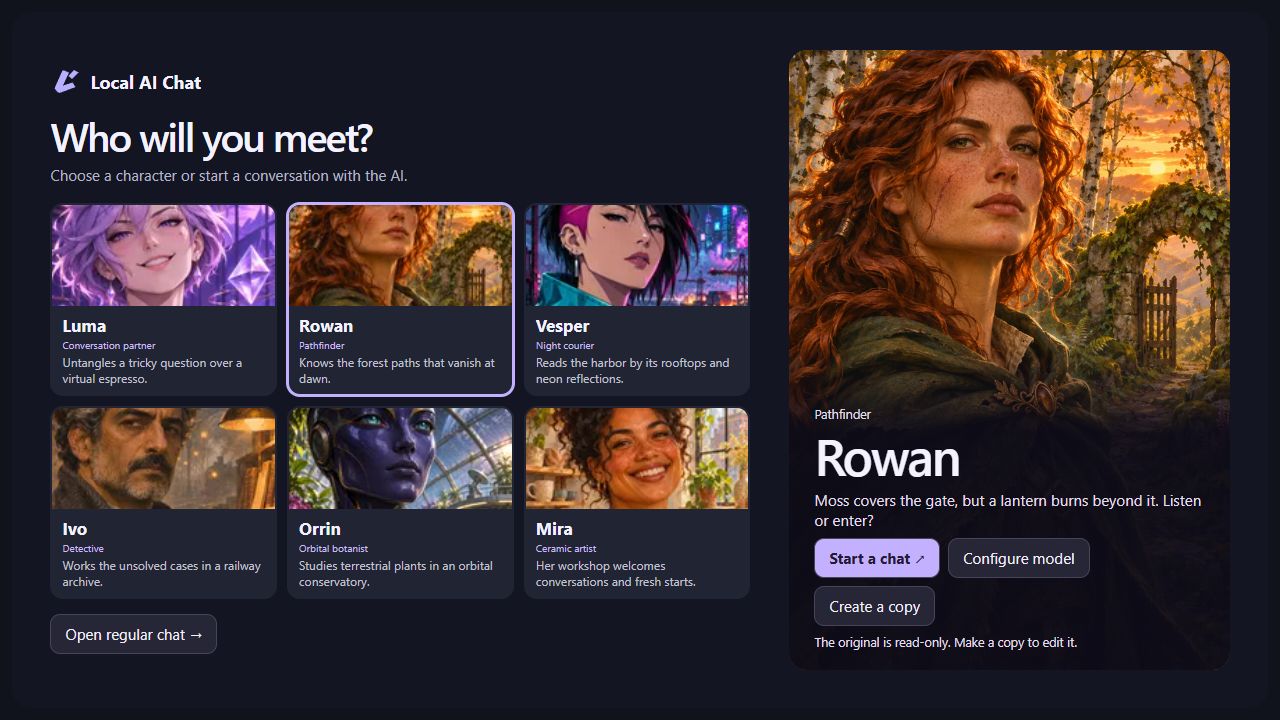 Local AI Chat
Who will you meet?
Choose a character or start a conversation with the AI.
Luma
Conversation partner
Untangles a tricky question over a
virtual espresso.
Rowan
Pathfinder
Knows the forest paths that vanish at
dawn.
Vesper
Night courier
Reads the harbor by its rooftops and
neon reflections.
Ivo
Detective
Works the unsolved cases in a railway
archive.
Orrin
Orbital botanist
Studies terrestrial plants in an orbital
conservatory.
Mira
Ceramic artist
Her workshop welcomes
conversations and fresh starts.
Open regular chat →
Pathfinder
Rowan
Moss covers the gate, but a lantern burns beyond it. Listen
or enter?
Start a chat ↗
Configure model
Create a copy
The original is read-only. Make a copy to edit it.